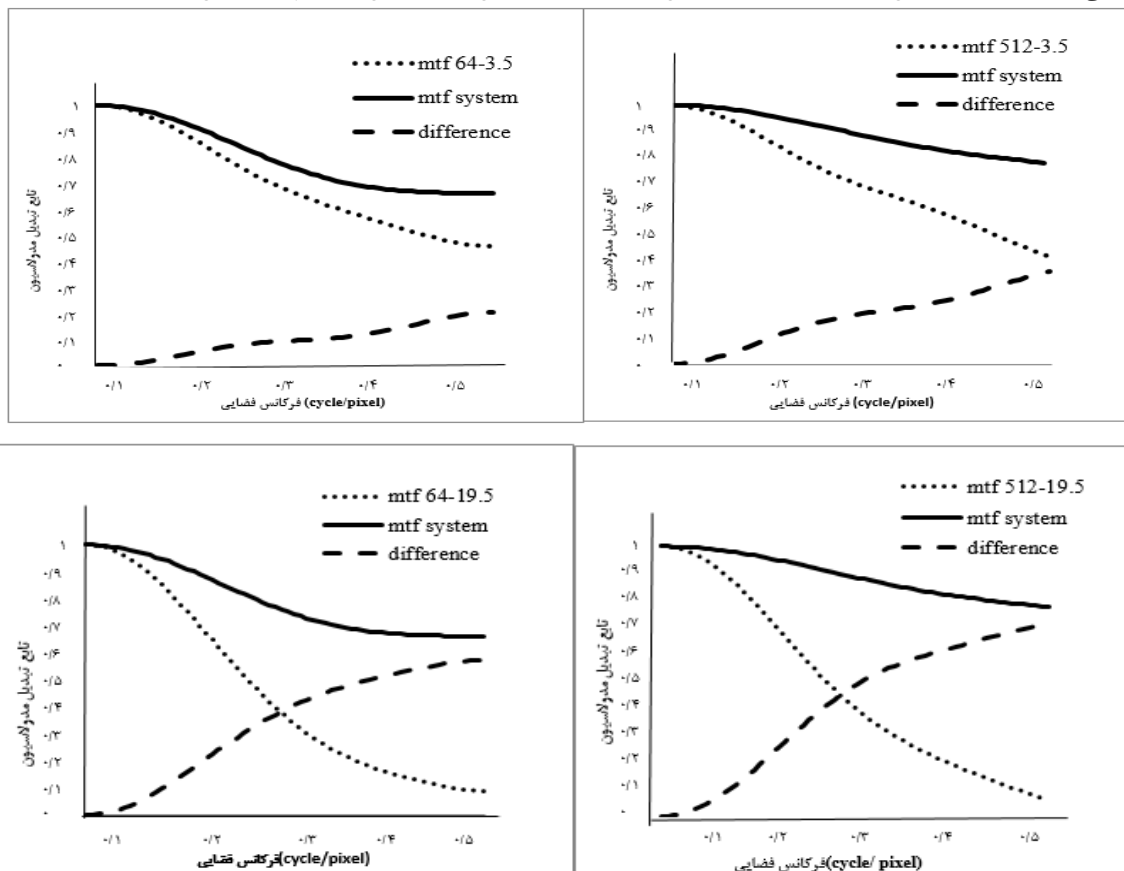 mtf 64-3.5
mtf system
difference
۱
۰/۹
۰/۸
۰/۷
۰/۶
۰/۵
۰/۴
۰/۳
۰/۲
۰/۱
۰
تابع تبدیل مدولاسیون
۰/۱ ۰/۲ ۰/۳ ۰/۴ ۰/۵
فرکانس فضایی (cycle/pixel)
mtf 512-3.5
mtf system
difference
۱
۰/۹
۰/۸
۰/۷
۰/۶
۰/۵
۰/۴
۰/۳
۰/۲
۰/۱
۰
تابع تبدیل مدولاسیون
۰/۱ ۰/۲ ۰/۳ ۰/۴ ۰/۵
فرکانس فضایی (cycle/pixel)
mtf 64-19.5
mtf system
difference
۱
۰/۹
۰/۸
۰/۷
۰/۶
۰/۵
۰/۴
۰/۳
۰/۲
۰/۱
۰
تابع تبدیل مدولاسیون
۰/۱ ۰/۲ ۰/۳ ۰/۴ ۰/۵
فرکانس فضایی(cycle/pixel)
mtf 512-19.5
mtf system
difference
۱
۰/۹
۰/۸
۰/۷
۰/۶
۰/۵
۰/۴
۰/۳
۰/۲
۰/۱
۰
تابع تبدیل مدولاسیون
۰/۱ ۰/۲ ۰/۳ ۰/۴ ۰/۵
فرکانس فضایی(cycle/ pixel)